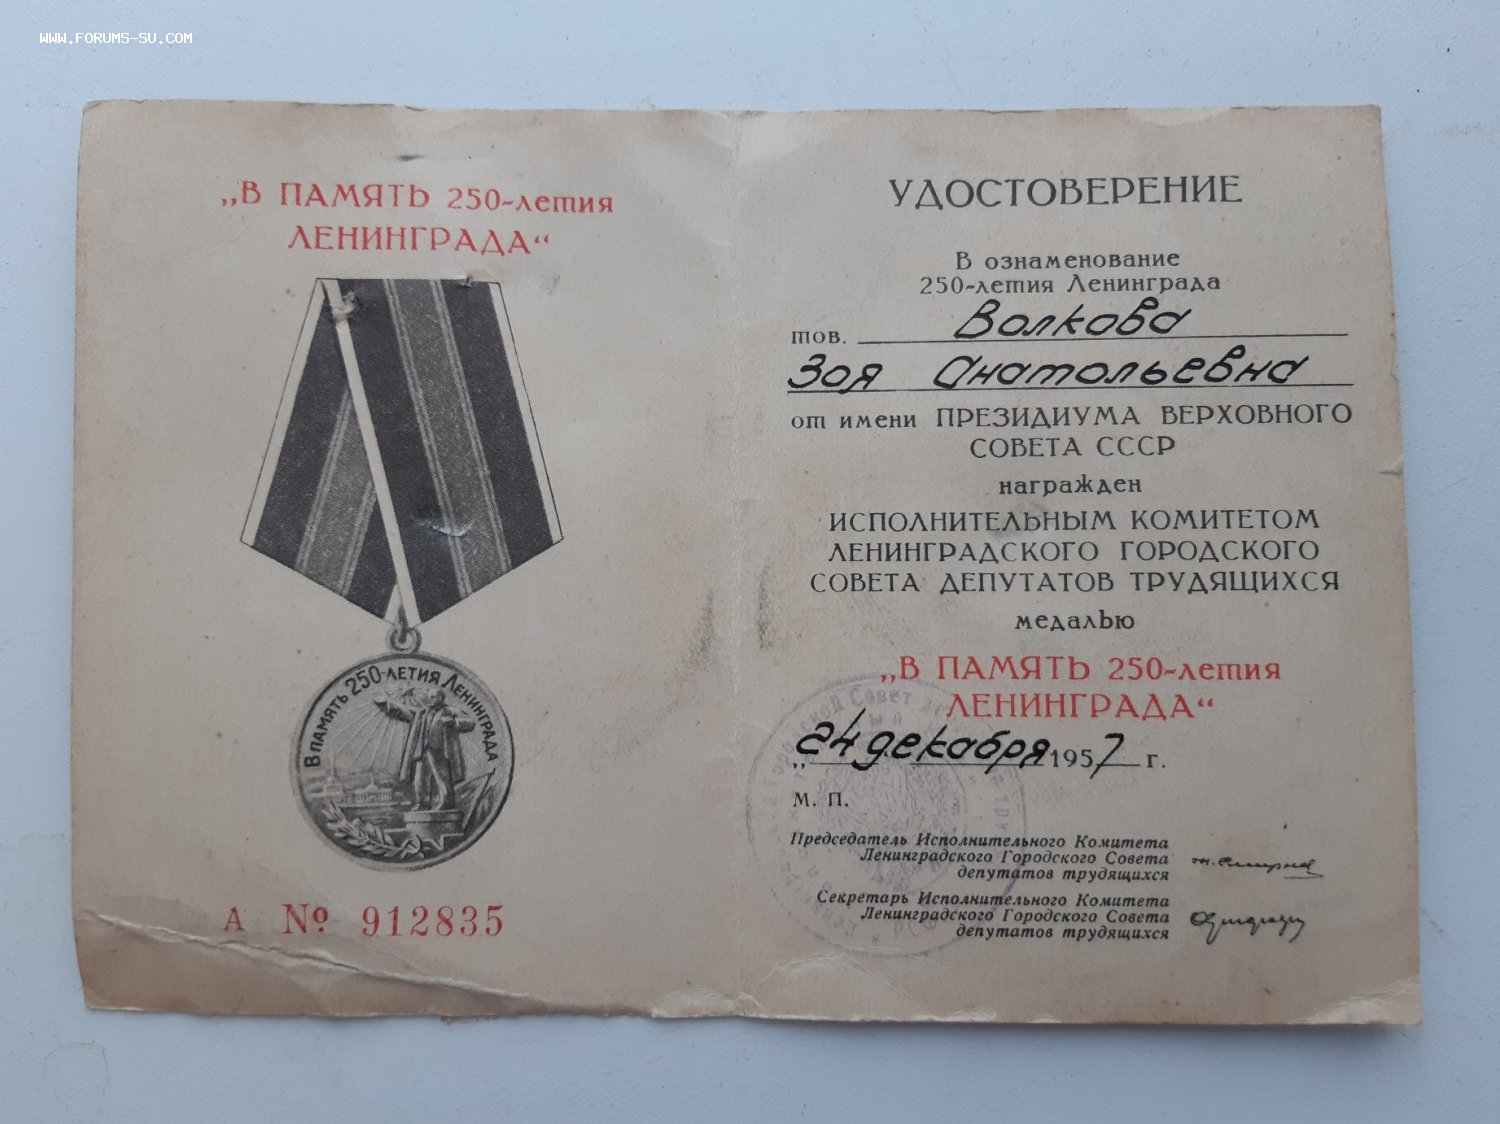 WWW.FORUMS-SU.COM
„В ПАМЯТЬ 250-летия
ЛЕНИНГРАДА“
В ПАМЯТЬ 250-ЛЕТИЯ ЛЕНИНГРАДА
А № 912835
УДОСТОВЕРЕНИЕ
В ознаменование
250-летия Ленинграда
тов. Волкова
Зоя Анатольевна
от имени ПРЕЗИДИУМА ВЕРХОВНОГО
СОВЕТА СССР
награжден
ИСПОЛНИТЕЛЬНЫМ КОМИТЕТОМ
ЛЕНИНГРАДСКОГО ГОРОДСКОГО
СОВЕТА ДЕПУТАТОВ ТРУДЯЩИХСЯ
медалью
„В ПАМЯТЬ 250-летия
ЛЕНИНГРАДА“
„24 декабря 1957 г.
М. П.
Председатель Исполнительного Комитета
Ленинградского Городского Совета
депутатов трудящихся
Секретарь Исполнительного Комитета
Ленинградского Городского Совета
депутатов трудящихся